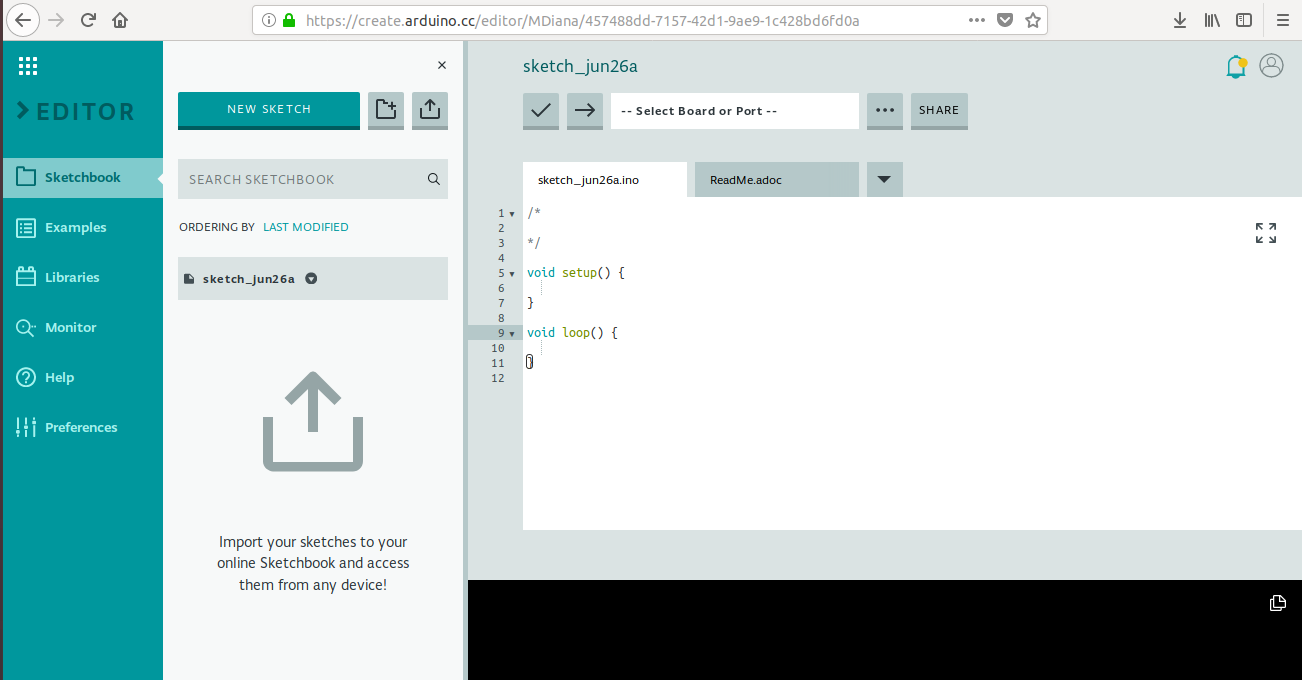 https://create.arduino.cc/editor/MDiana/457488dd-7157-42d1-9ae9-1c428bd6fd0a
EDITOR
Sketchbook
Examples
Libraries
Monitor
Help
Preferences
NEW SKETCH
SEARCH SKETCHBOOK
ORDERING BY LAST MODIFIED
sketch_jun26a
Import your sketches to your
online Sketchbook and access
them from any device!
sketch_jun26a
-- Select Board or Port --
SHARE
sketch_jun26a.ino ReadMe.adoc
1 /*
2
3 */
4
5 void setup() {
6
7 }
8
9 void loop() {
10
11 }
12